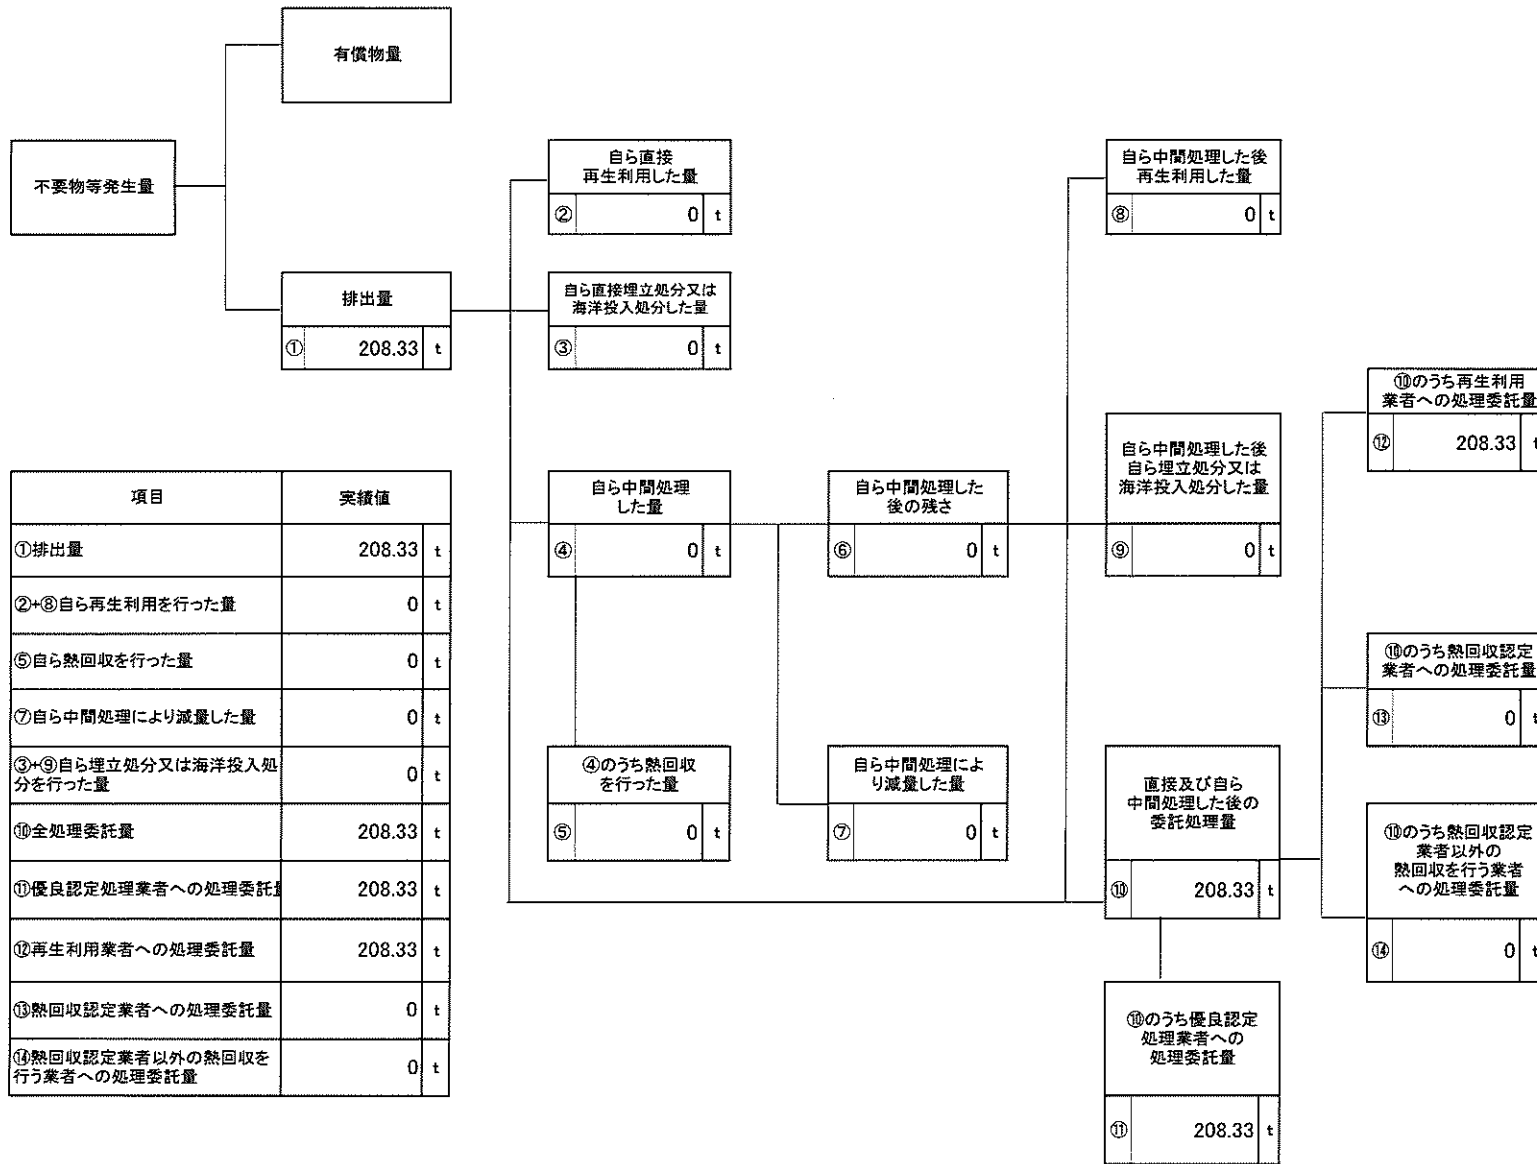 有償物量
不要物等発生量
排出量
① 208.33 t
自ら直接
再生利用した量
② 0 t
自ら直接埋立処分又は
海洋投入処分した量
③ 0 t
自ら中間処理
した量
④ 0 t
④のうち熱回収
を行った量
⑤ 0 t
自ら中間処理した
後の残さ
⑥ 0 t
自ら中間処理によ
り減量した量
⑦ 0 t
自ら中間処理した後
再生利用した量
⑧ 0 t
自ら中間処理した後
自ら埋立処分又は
海洋投入処分した量
⑨ 0 t
直接及び自ら
中間処理した後の
委託処理量
⑩ 208.33 t
⑩のうち優良認定
処理業者への
処理委託量
⑪ 208.33 t
⑩のうち再生利用
業者への処理委託量
⑫ 208.33 t
⑩のうち熱回収認定
業者への処理委託量
⑬ 0 t
⑩のうち熱回収認定
業者以外の
熱回収を行う業者
への処理委託量
⑭ 0 t
項目 実績値
①排出量 208.33 t
②+⑧自ら再生利用を行った量 0 t
⑤自ら熱回収を行った量 0 t
⑦自ら中間処理により減量した量 0 t
③+⑨自ら埋立処分又は海洋投入処
分を行った量 0 t
⑩全処理委託量 208.33 t
⑪優良認定処理業者への処理委託量 208.33 t
⑫再生利用業者への処理委託量 208.33 t
⑬熱回収認定業者への処理委託量 0 t
⑭熱回収認定業者以外の熱回収を
行う業者への処理委託量 0 t